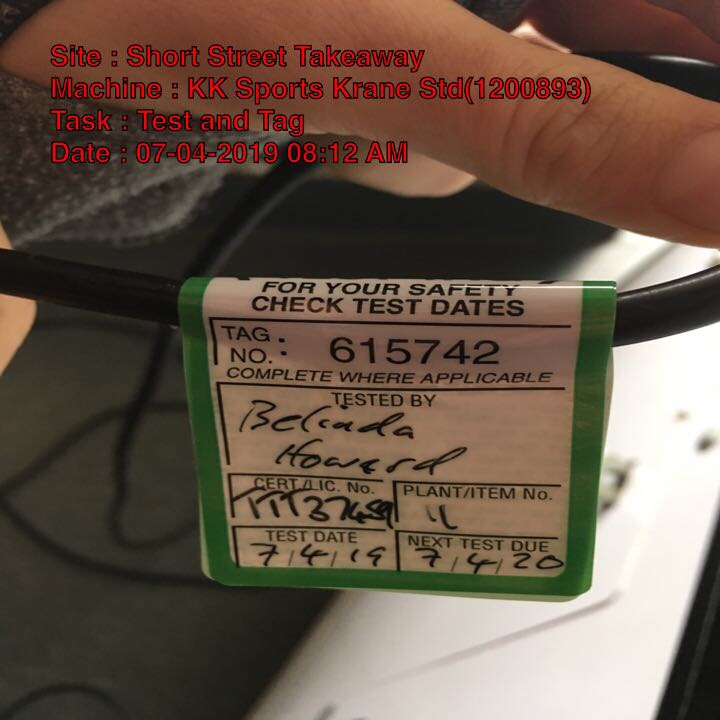 Site : Short Street Takeaway
Machine : KK Sports Krane Std(1200893)
Task : Test and Tag
Date : 07-04-2019 08:12 AM
FOR YOUR SAFETY
CHECK TEST DATES
TAG NO. : 615742
COMPLETE WHERE APPLICABLE
TESTED BY
Belinda
Howard
CERT./LIC. No. PLANT/ITEM No.
TTT37459 11
TEST DATE NEXT TEST DUE
7/4/19 7/4/20